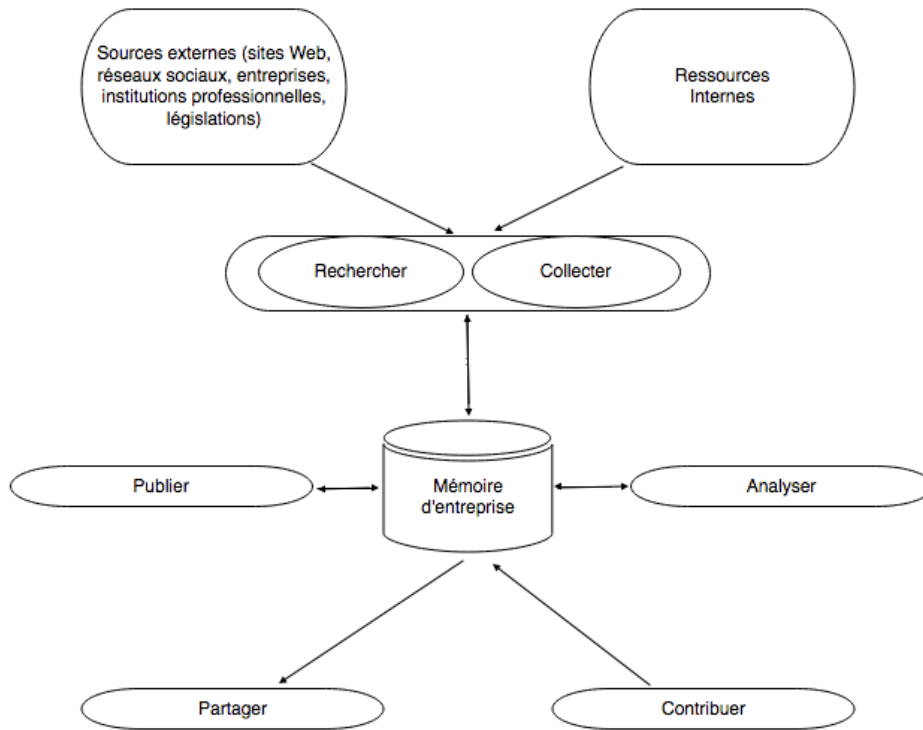 Sources externes (sites Web,
réseaux sociaux, entreprises,
institutions professionnelles,
législations)
Ressources
Internes
Rechercher
Collecter
Mémoire
d'entreprise
Publier
Analyser
Partager
Contribuer